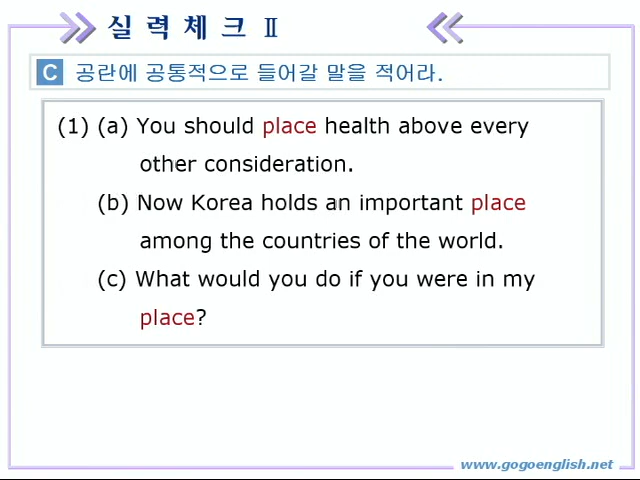 실 력 체 크 Ⅱ
C 공란에 공통적으로 들어갈 말을 적어라.
(1) (a) You should place health above every
other consideration.
(b) Now Korea holds an important place
among the countries of the world.
(c) What would you do if you were in my
place?
www.gogoenglish.net